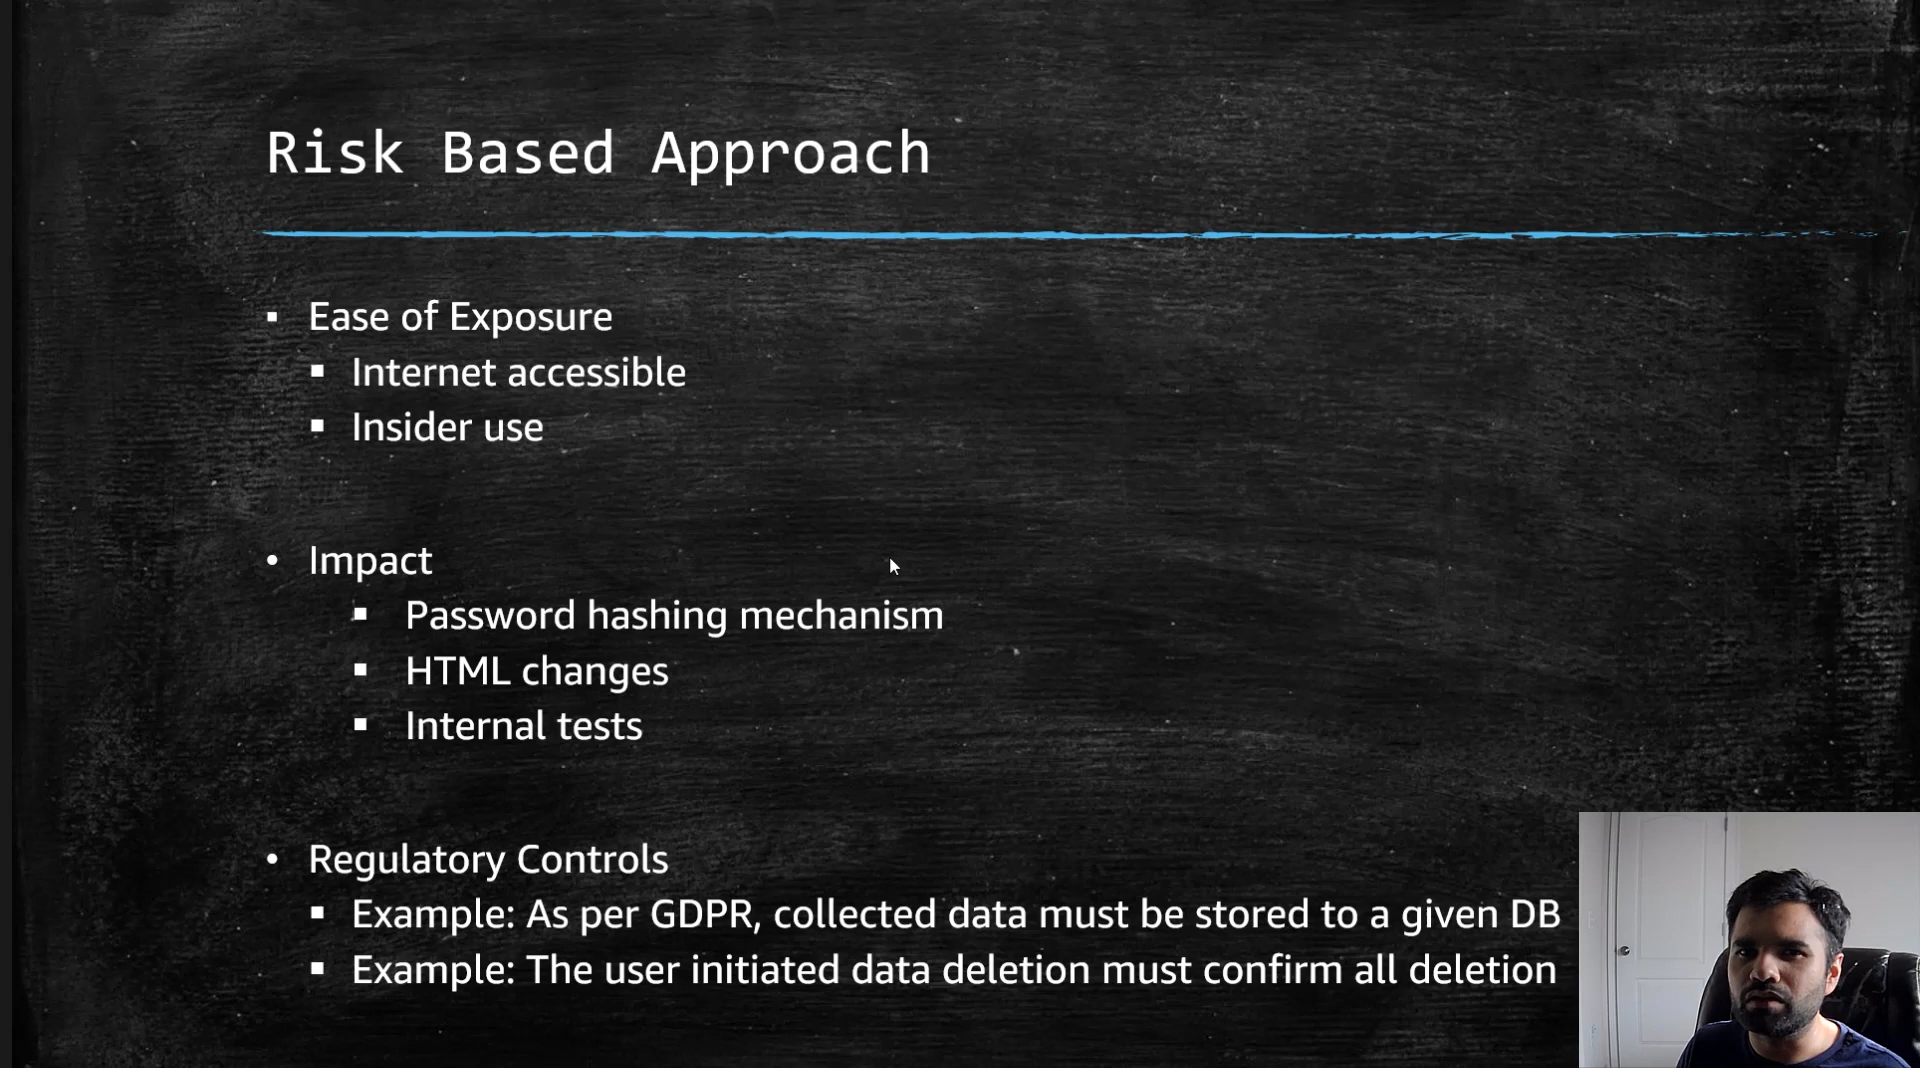 Risk Based Approach
▪ Ease of Exposure
▪ Internet accessible
▪ Insider use
• Impact
▪ Password hashing mechanism
▪ HTML changes
▪ Internal tests
• Regulatory Controls
▪ Example: As per GDPR, collected data must be stored to a given DB
▪ Example: The user initiated data deletion must confirm all deletion